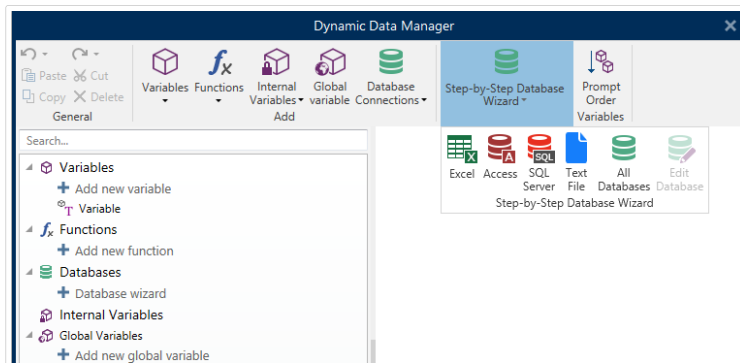 Dynamic Data Manager
Paste Cut
Copy Delete
General
Variables
Functions
Internal
Variables
Global
variable
Database
Connections
Add
Step-by-Step Database
Wizard
Prompt
Order
Variables
Search...
Variables
Add new variable
Variable
Functions
Add new function
Databases
Database wizard
Internal Variables
Global Variables
Add new global variable
Excel
Access
SQL
Server
Text
File
All
Databases
Edit
Database
Step-by-Step Database Wizard